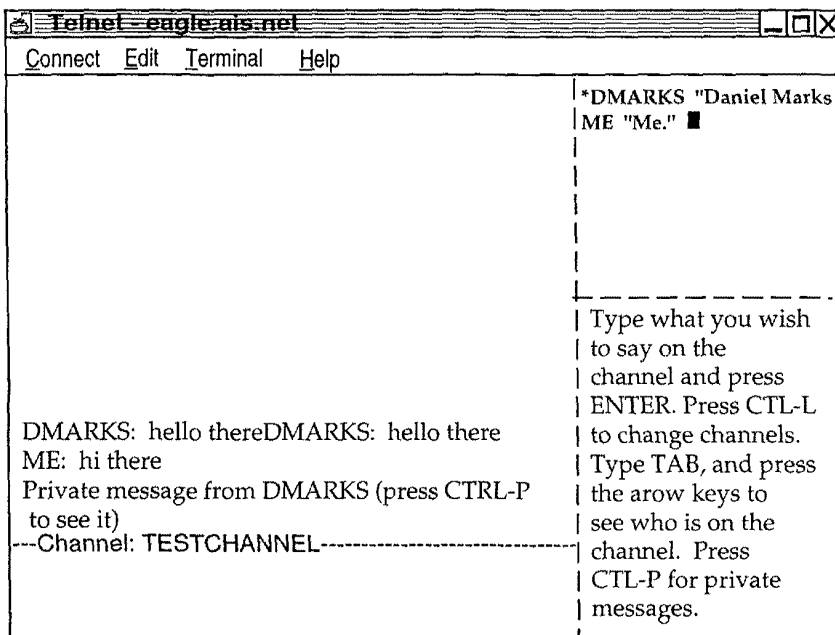 Telnet - eagle.ais.net
Connect Edit Terminal Help
*DMARKS "Daniel Marks
ME "Me."
DMARKS: hello thereDMARKS: hello there
ME: hi there
Private message from DMARKS (press CTRL-P
to see it)
---Channel: TESTCHANNEL---
Type what you wish
to say on the
channel and press
ENTER. Press CTL-L
to change channels.
Type TAB, and press
the arow keys to
see who is on the
channel. Press
CTL-P for private
messages.